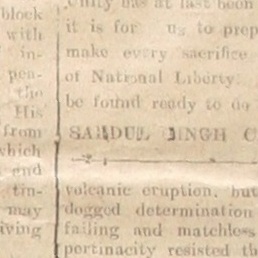 block
with
in-
pen-
the
His
from
which
end
tin-
may
iving
Unity has at last been
it is for us to prep
make every sacrifice
of National Liberty.
be found ready to do
SARDUL SINGH C
volcanic eruption, but
dogged determination
failing and matchless
pertinacity resisted th